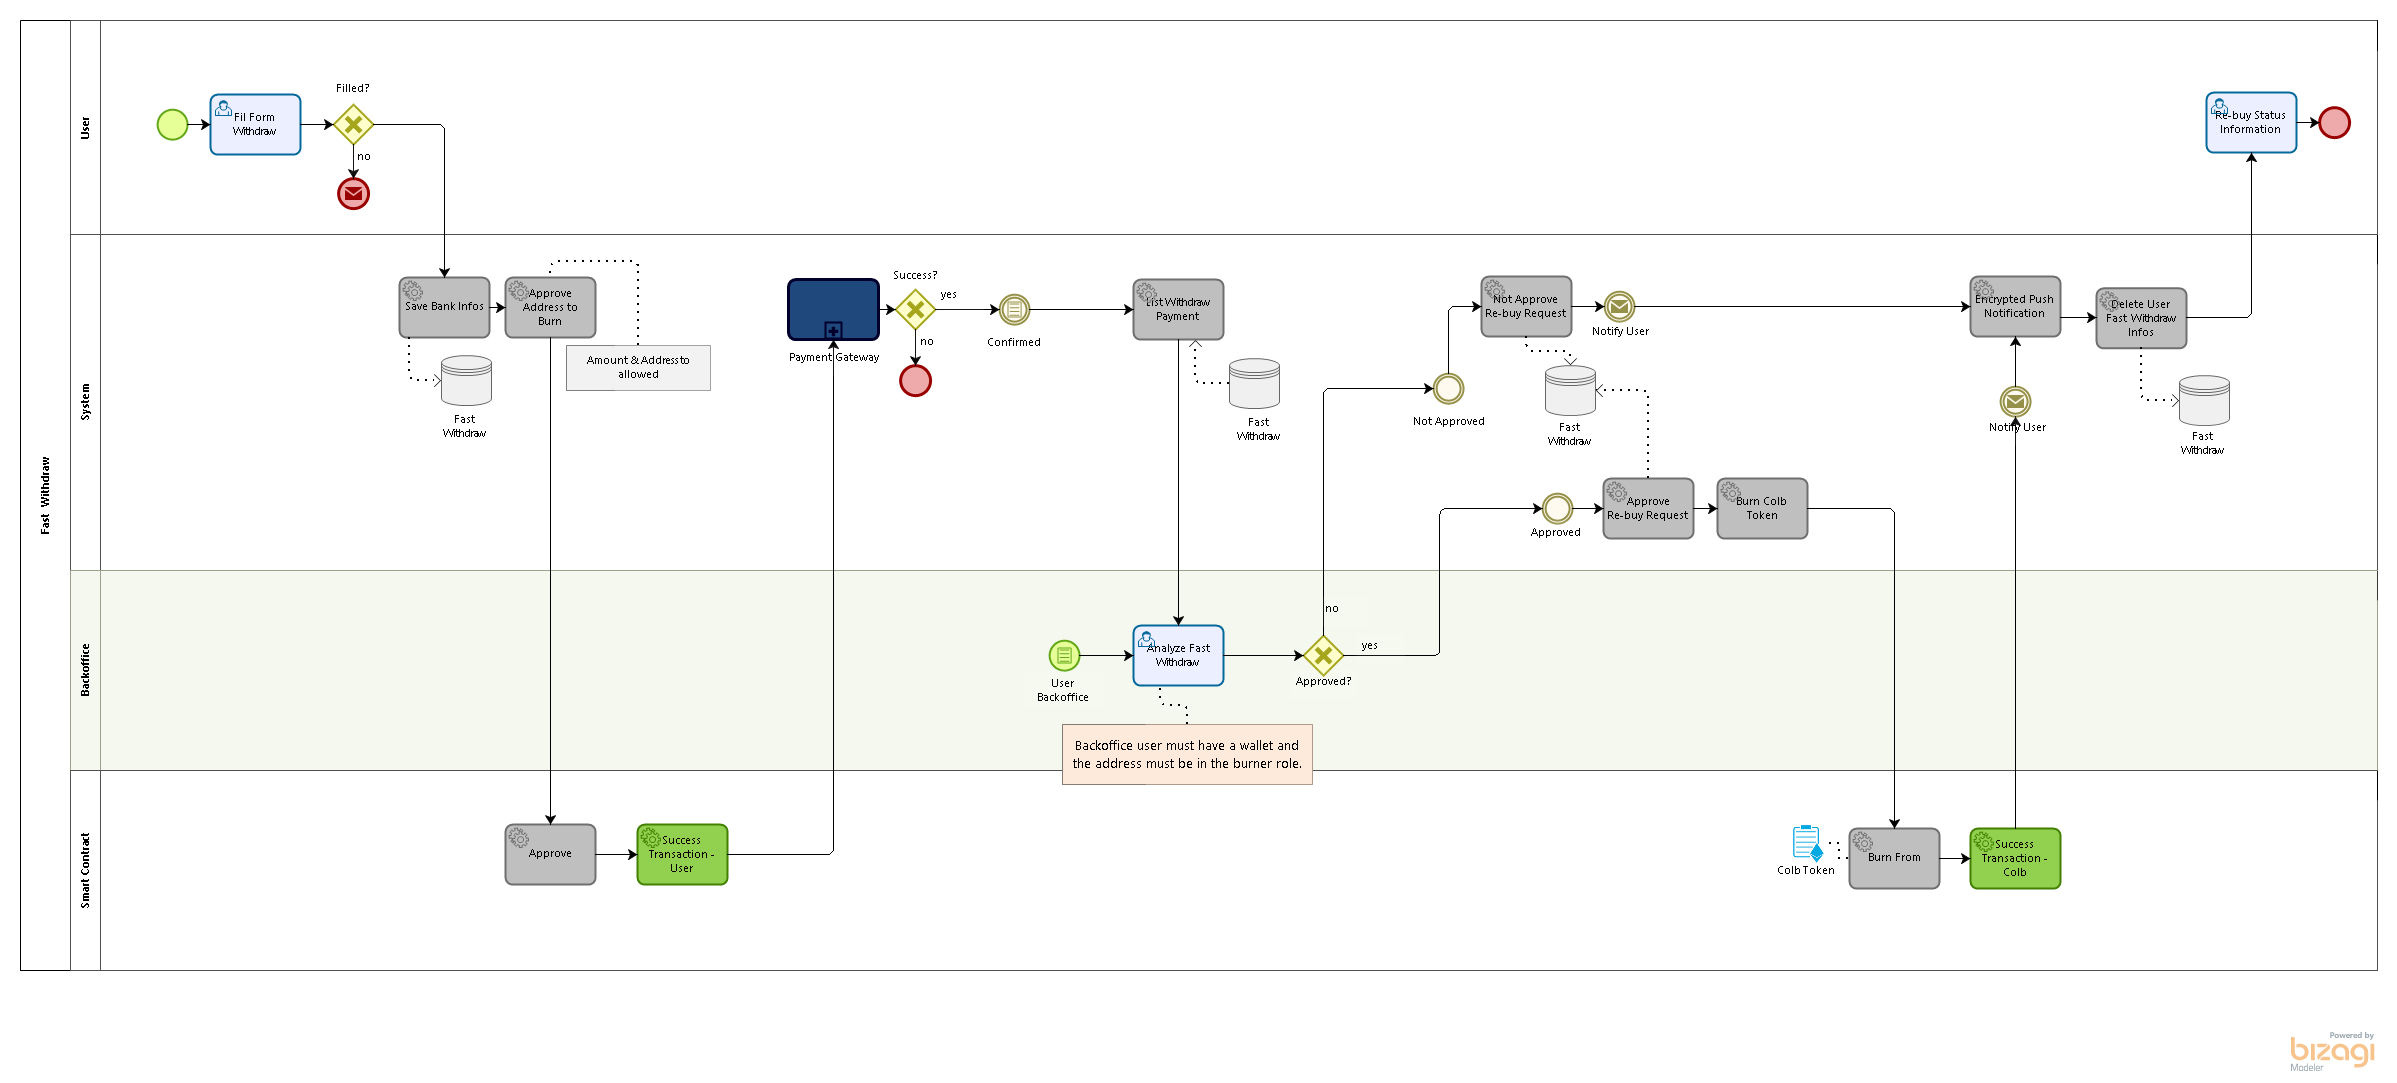 Fast Withdraw
User
Filled?
Fil Form
Withdraw
no
Re-buy Status
Information
System
Save Bank Infos
Approve
Address to
Burn
Amount & Address to
allowed
Fast
Withdraw
Payment Gateway
Success?
yes
no
Confirmed
List Withdraw
Payment
Fast
Withdraw
Not Approved
Not Approve
Re-buy Request
Notify User
Fast
Withdraw
Approved
Approve
Re-buy Request
Burn Colb
Token
Encrypted Push
Notification
Notify User
Delete User
Fast Withdraw
Infos
Fast
Withdraw
Backoffice
User
Backoffice
Analyze Fast
Withdraw
no
yes
Approved?
Backoffice user must have a wallet and
the address must be in the burner role.
Smart Contract
Approve
Success
Transaction -
User
Colb Token
Burn From
Success
Transaction -
Colb
Powered by
bizagi
Modeler